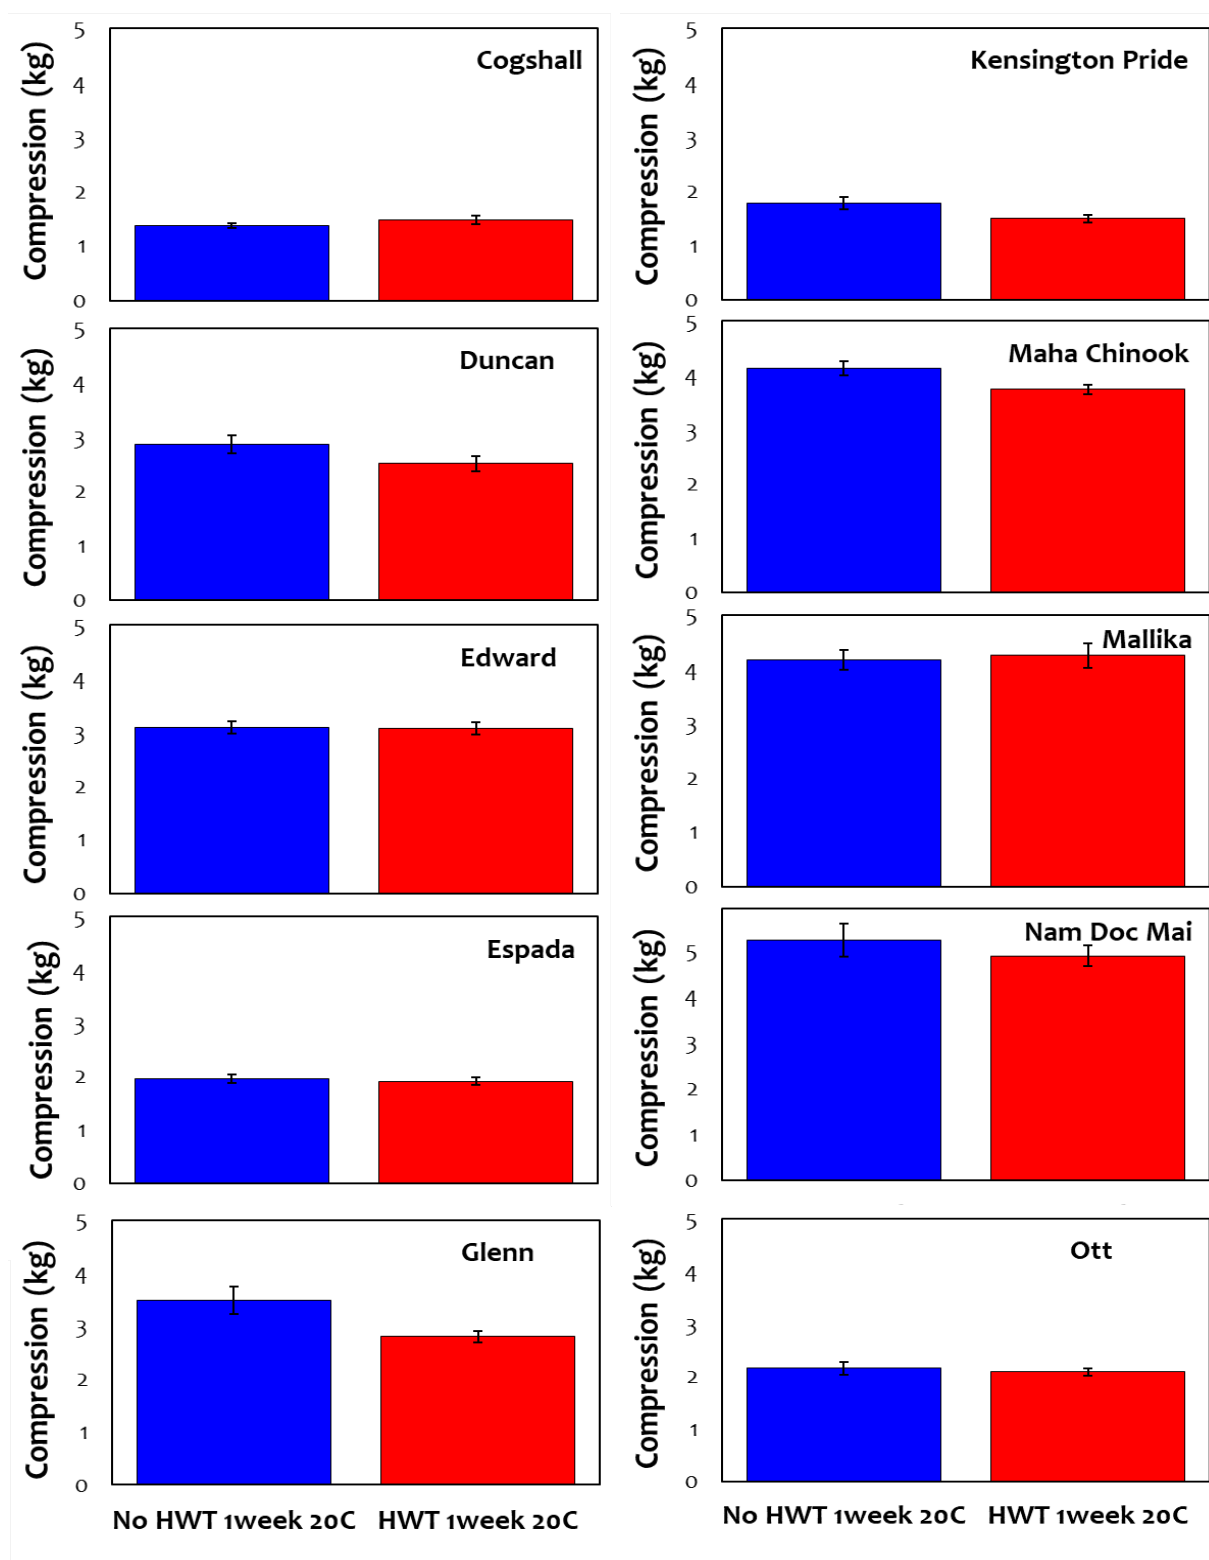 Compression (kg)
5
4
3
2
1
0
Cogshall
Compression (kg)
5
4
3
2
1
0
Kensington Pride
Compression (kg)
5
4
3
2
1
0
Duncan
Compression (kg)
5
4
3
2
1
0
Maha Chinook
Compression (kg)
5
4
3
2
1
0
Edward
Compression (kg)
5
4
3
2
1
0
Mallika
Compression (kg)
5
4
3
2
1
0
Espada
Compression (kg)
5
4
3
2
1
0
Nam Doc Mai
Compression (kg)
5
4
3
2
1
0
Glenn
Compression (kg)
5
4
3
2
1
0
Ott
No HWT 1week 20C HWT 1week 20C
No HWT 1week 20C HWT 1week 20C